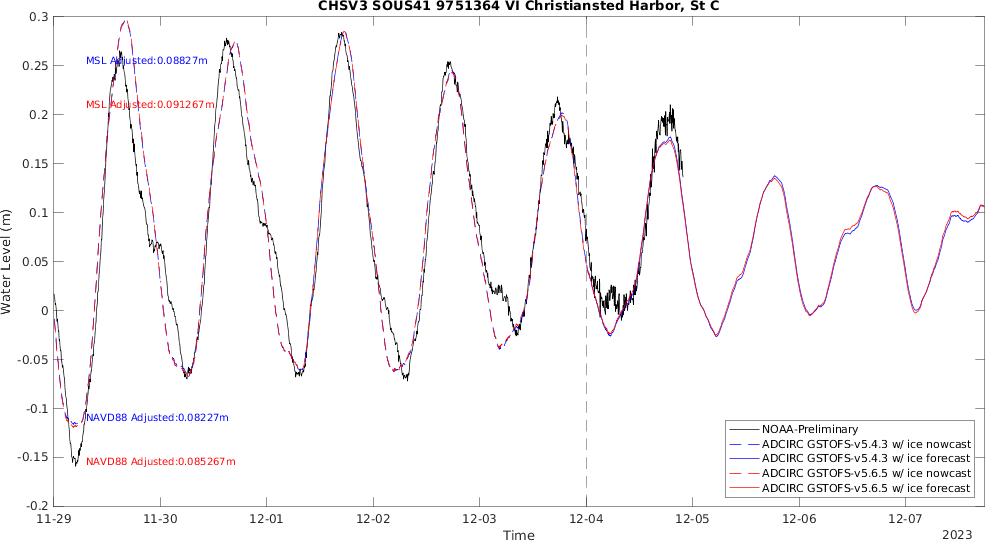 CHSV3 SOUS41 9751364 VI Christiansted Harbor, St C
0.3
0.25
0.2
0.15
0.1
0.05
0
-0.05
-0.1
-0.15
-0.2
Water Level (m)
MSL Adjusted:0.08827m
MSL Adjusted:0.091267m
NAVD88 Adjusted:0.08227m
NAVD88 Adjusted:0.085267m
NOAA-Preliminary
ADCIRC GSTOFS-v5.4.3 w/ ice nowcast
ADCIRC GSTOFS-v5.4.3 w/ ice forecast
ADCIRC GSTOFS-v5.6.5 w/ ice nowcast
ADCIRC GSTOFS-v5.6.5 w/ ice forecast
11-29 11-30 12-01 12-02 12-03 12-04 12-05 12-06 12-07
Time
2023